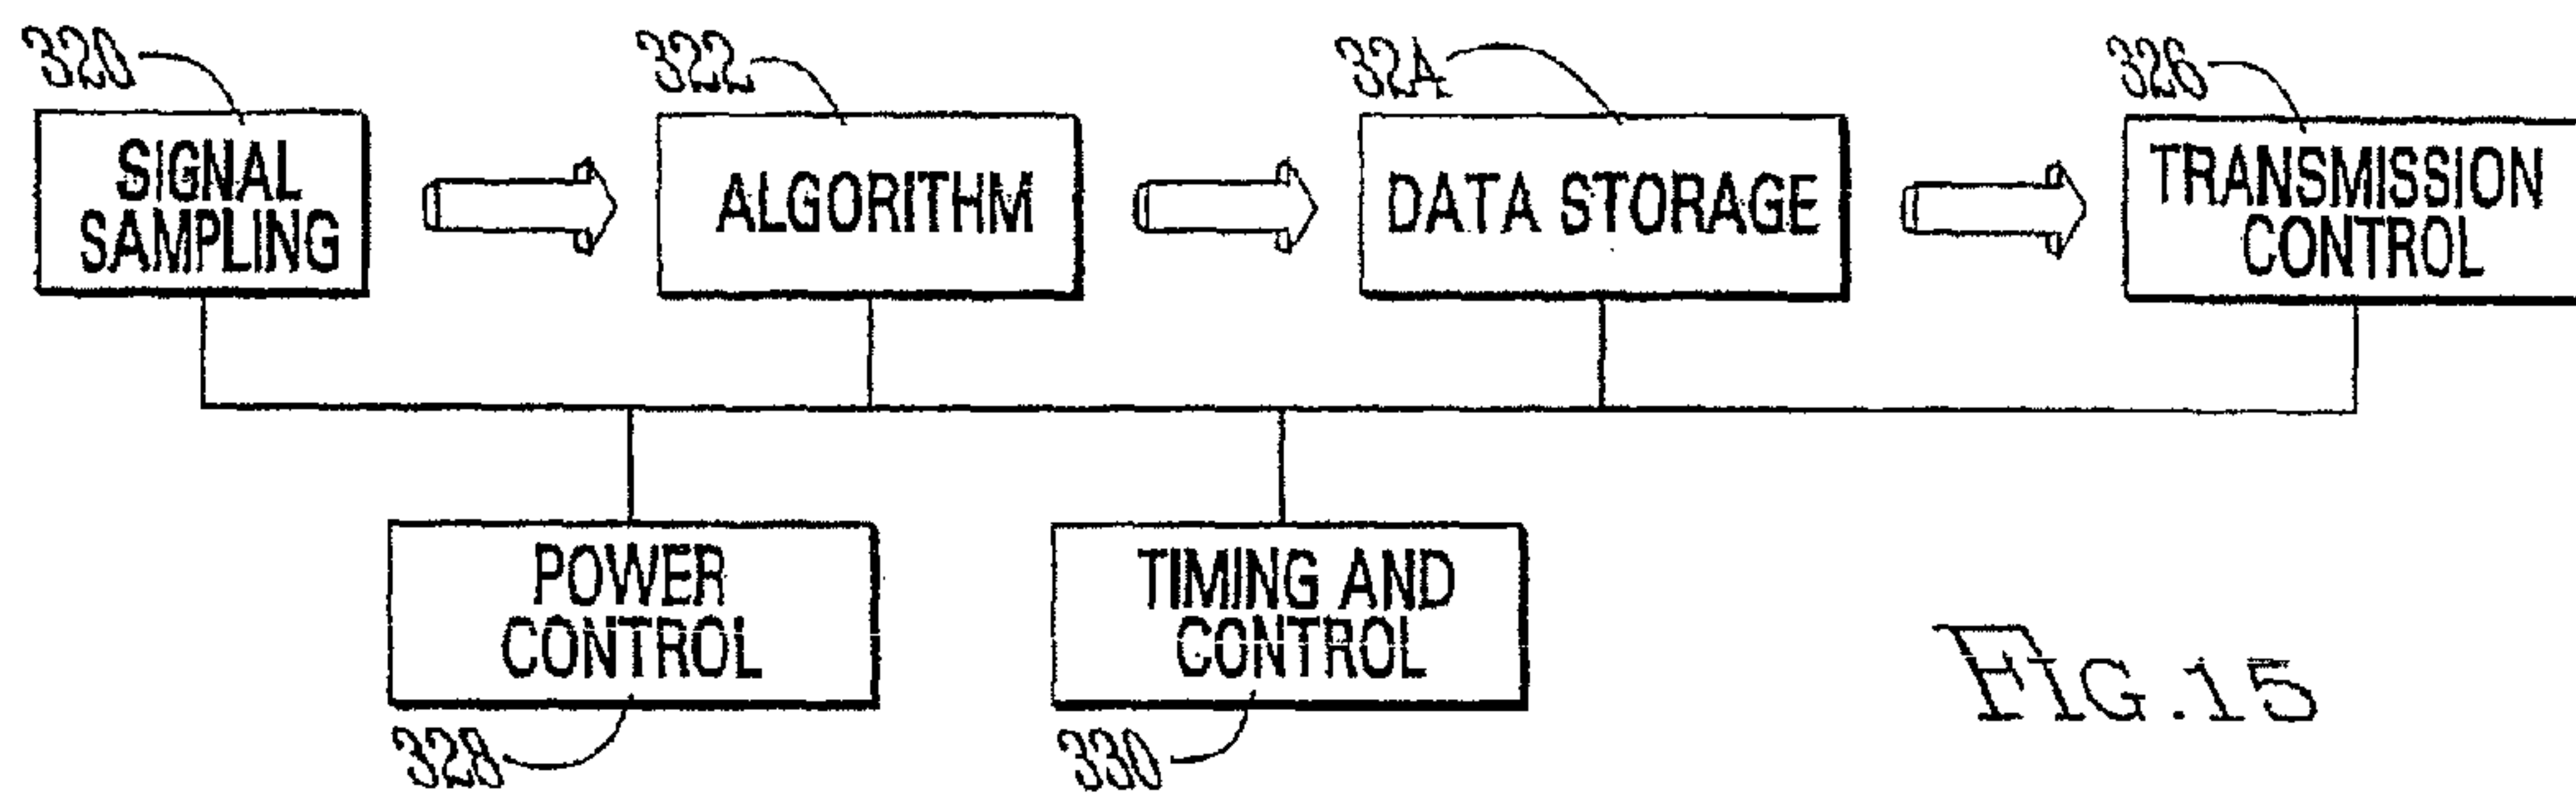 320
322
324
326
SIGNAL
SAMPLING
ALGORITHM
DATA STORAGE
TRANSMISSION
CONTROL
POWER
CONTROL
TIMING AND
CONTROL
328
330
FIG.15